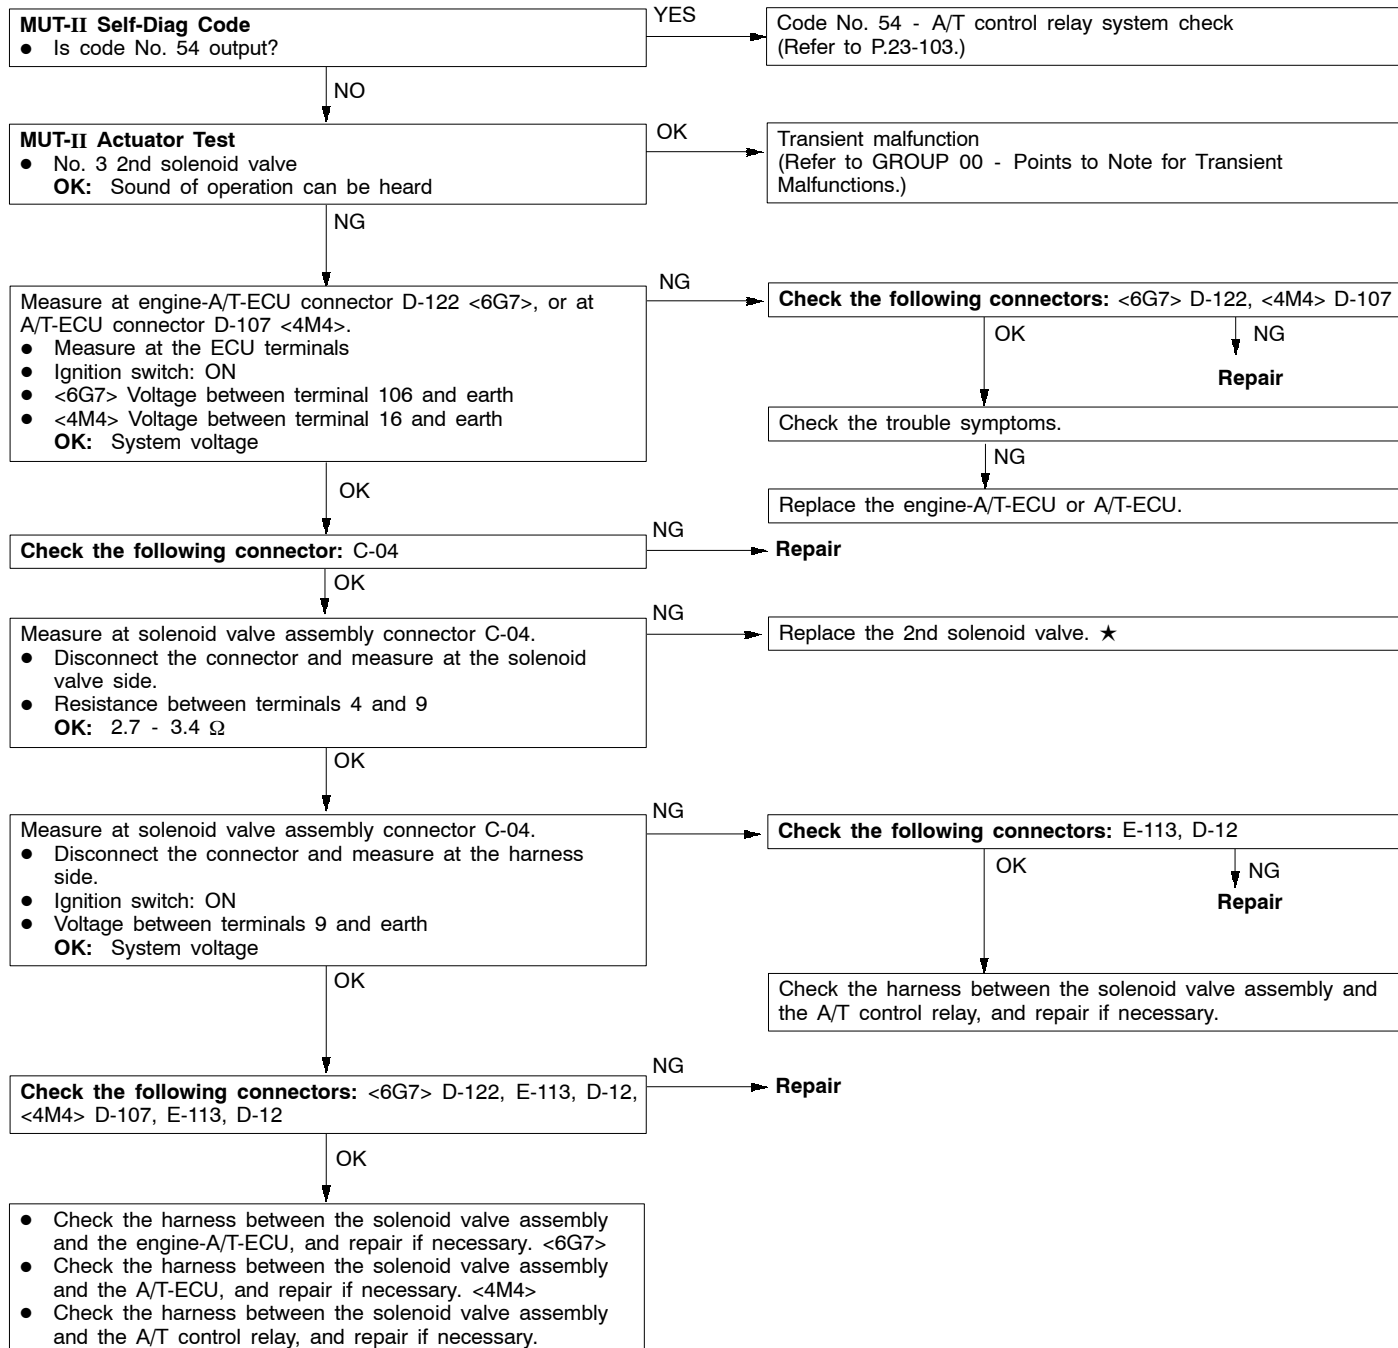 MUT-II Self-Diag Code
● Is code No. 54 output?
YES
Code No. 54 - A/T control relay system check
(Refer to P.23-103.)
NO
MUT-II Actuator Test
● No. 3 2nd solenoid valve
OK: Sound of operation can be heard
OK
Transient malfunction
(Refer to GROUP 00 - Points to Note for Transient
Malfunctions.)
NG
Measure at engine-A/T-ECU connector D-122 <6G7>, or at
A/T-ECU connector D-107 <4M4>.
● Measure at the ECU terminals
● Ignition switch: ON
● <6G7> Voltage between terminal 106 and earth
● <4M4> Voltage between terminal 16 and earth
OK: System voltage
NG
Check the following connectors: <6G7> D-122, <4M4> D-107
OK
NG
Repair
Check the trouble symptoms.
NG
Replace the engine-A/T-ECU or A/T-ECU.
OK
Check the following connector: C-04
NG
Repair
OK
Measure at solenoid valve assembly connector C-04.
● Disconnect the connector and measure at the solenoid
valve side.
● Resistance between terminals 4 and 9
OK: 2.7 - 3.4 Ω
NG
Replace the 2nd solenoid valve. ★
OK
Measure at solenoid valve assembly connector C-04.
● Disconnect the connector and measure at the harness
side.
● Ignition switch: ON
● Voltage between terminals 9 and earth
OK: System voltage
NG
Check the following connectors: E-113, D-12
OK
NG
Repair
Check the harness between the solenoid valve assembly and
the A/T control relay, and repair if necessary.
OK
Check the following connectors: <6G7> D-122, E-113, D-12,
<4M4> D-107, E-113, D-12
NG
Repair
OK
● Check the harness between the solenoid valve assembly
and the engine-A/T-ECU, and repair if necessary. <6G7>
● Check the harness between the solenoid valve assembly
and the A/T-ECU, and repair if necessary. <4M4>
● Check the harness between the solenoid valve assembly
and the A/T control relay, and repair if necessary.